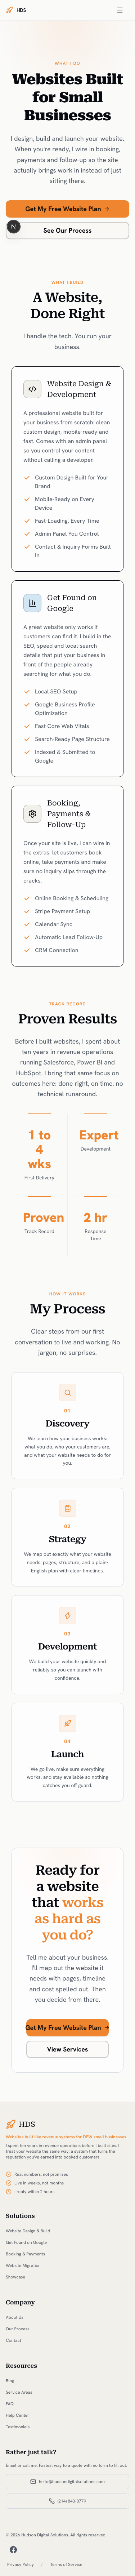 HDS
WHAT I DO
Websites Built
for Small
Businesses
I design, build and launch your website.
When you're ready, I wire in booking,
payments and follow-up so the site
actually brings work in instead of just
sitting there.
Get My Free Website Plan →
N
See Our Process
WHAT I BUILD
A Website,
Done Right
I handle the tech. You run your
business.
Website Design &
Development
A professional website built for
your business from scratch: clean
custom design, mobile-ready and
fast. Comes with an admin panel
so you control your content
without calling a developer.
Custom Design Built for Your
Brand
Mobile-Ready on Every
Device
Fast-Loading, Every Time
Admin Panel You Control
Contact & Inquiry Forms Built
In
Get Found on
Google
A great website only works if
customers can find it. I build in the
SEO, speed and local-search
details that put your business in
front of the people already
searching for what you do.
Local SEO Setup
Google Business Profile
Optimization
Fast Core Web Vitals
Search-Ready Page Structure
Indexed & Submitted to
Google
Booking,
Payments &
Follow-Up
Once your site is live, I can wire in
the extras: let customers book
online, take payments and make
sure no inquiry slips through the
cracks.
Online Booking & Scheduling
Stripe Payment Setup
Calendar Sync
Automatic Lead Follow-Up
CRM Connection
TRACK RECORD
Proven Results
Before I built websites, I spent about
ten years in revenue operations
running Salesforce, Power BI and
HubSpot. I bring that same focus on
outcomes here: done right, on time, no
technical runaround.
1 to
4
wks
First Delivery
Expert
Development
Proven
Track Record
2 hr
Response
Time
HOW IT WORKS
My Process
Clear steps from our first
conversation to live and working. No
jargon, no surprises.
01
Discovery
We learn how your business works:
what you do, who your customers are,
and what your website needs to do for
you.
02
Strategy
We map out exactly what your website
needs: pages, structure, and a plain-
English plan with clear timelines.
03
Development
We build your website quickly and
reliably so you can launch with
confidence.
04
Launch
We go live, make sure everything
works, and stay available so nothing
catches you off guard.
Ready for
a website
that works
as hard as
you do?
Tell me about your business.
I'll map out the website it
needs with pages, timeline
and cost spelled out. Then
you decide from there.
Get My Free Website Plan →
View Services
HDS
Websites built like revenue systems for DFW small businesses.
I spent ten years in revenue operations before I built sites. I
treat your website the same way: a system that turns the
reputation you've earned into booked customers.
Real numbers, not promises
Live in weeks, not months
I reply within 2 hours
Solutions
Website Design & Build
Get Found on Google
Booking & Payments
Website Migration
Showcase
Company
About Us
Our Process
Contact
Resources
Blog
Service Areas
FAQ
Help Center
Testimonials
Rather just talk?
Email or call me. Fastest way to a quote with no form to fill out.
hello@hudsondigitalsolutions.com
(214) 843-0779
© 2026 Hudson Digital Solutions. All rights reserved.
Privacy Policy / Terms of Service